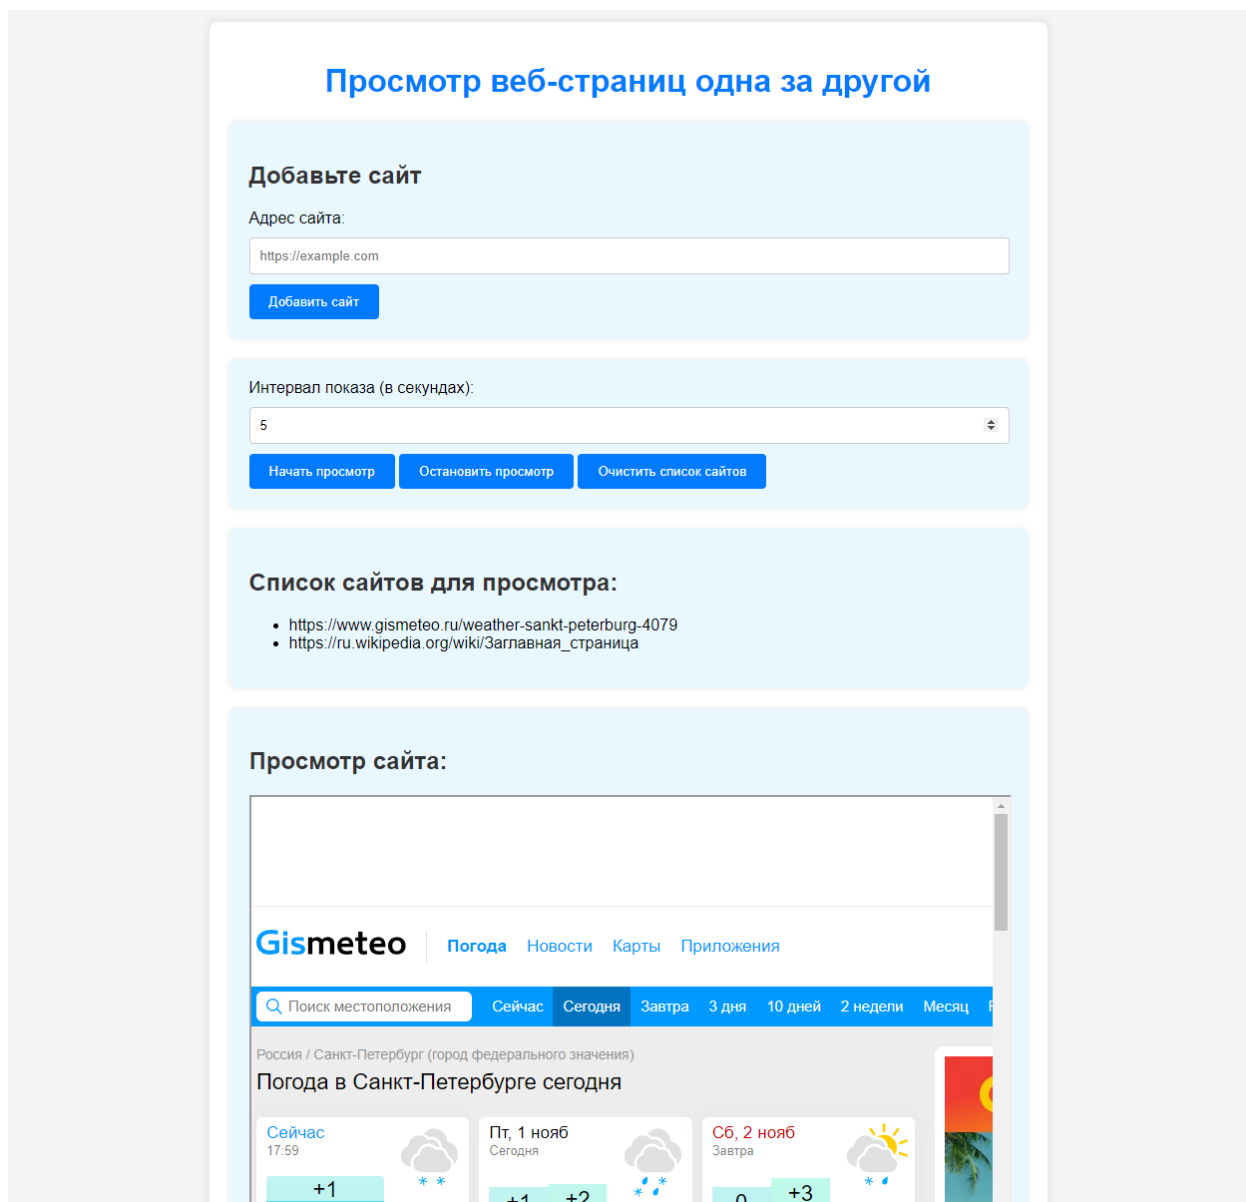 Просмотр веб-страниц одна за другой
Добавьте сайт
Адрес сайта:
https://example.com
Добавить сайт
Интервал показа (в секундах):
5
Начать просмотр Остановить просмотр Очистить список сайтов
Список сайтов для просмотра:
https://www.gismeteo.ru/weather-sankt-peterburg-4079
https://ru.wikipedia.org/wiki/Заглавная_страница
Просмотр сайта:
Gismeteo Погода Новости Карты Приложения
Поиск местоположения Сейчас Сегодня Завтра 3 дня 10 дней 2 недели Месяц
Россия / Санкт-Петербург (город федерального значения)
Погода в Санкт-Петербурге сегодня
Сейчас Пт, 1 нояб Сб, 2 нояб
17:59 Сегодня Завтра
+1 +1 +2 0 +3